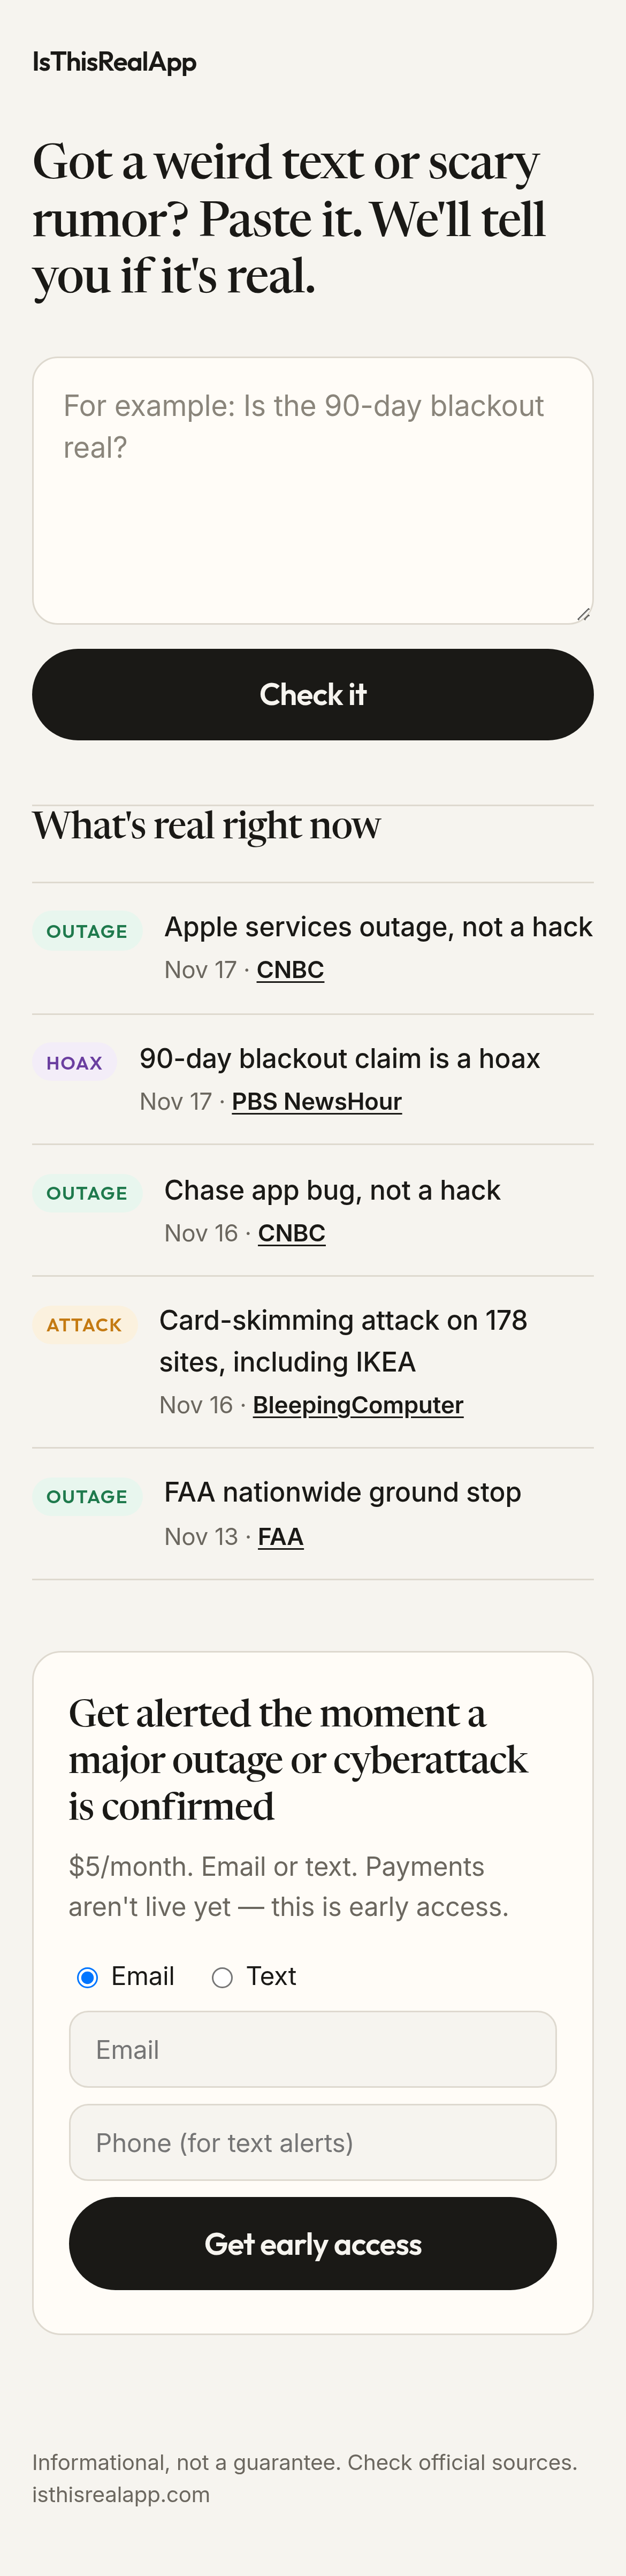 IsThisRealApp
Got a weird text or scary
rumor? Paste it. We'll tell
you if it's real.
For example: Is the 90-day blackout
real?
Check it
What's real right now
OUTAGE
Apple services outage, not a hack
Nov 17 · CNBC
HOAX
90-day blackout claim is a hoax
Nov 17 · PBS NewsHour
OUTAGE
Chase app bug, not a hack
Nov 16 · CNBC
ATTACK
Card-skimming attack on 178
sites, including IKEA
Nov 16 · BleepingComputer
OUTAGE
FAA nationwide ground stop
Nov 13 · FAA
Get alerted the moment a
major outage or cyberattack
is confirmed
$5/month. Email or text. Payments
aren't live yet — this is early access.
Email Text
Email
Phone (for text alerts)
Get early access
Informational, not a guarantee. Check official sources.
isthisrealapp.com